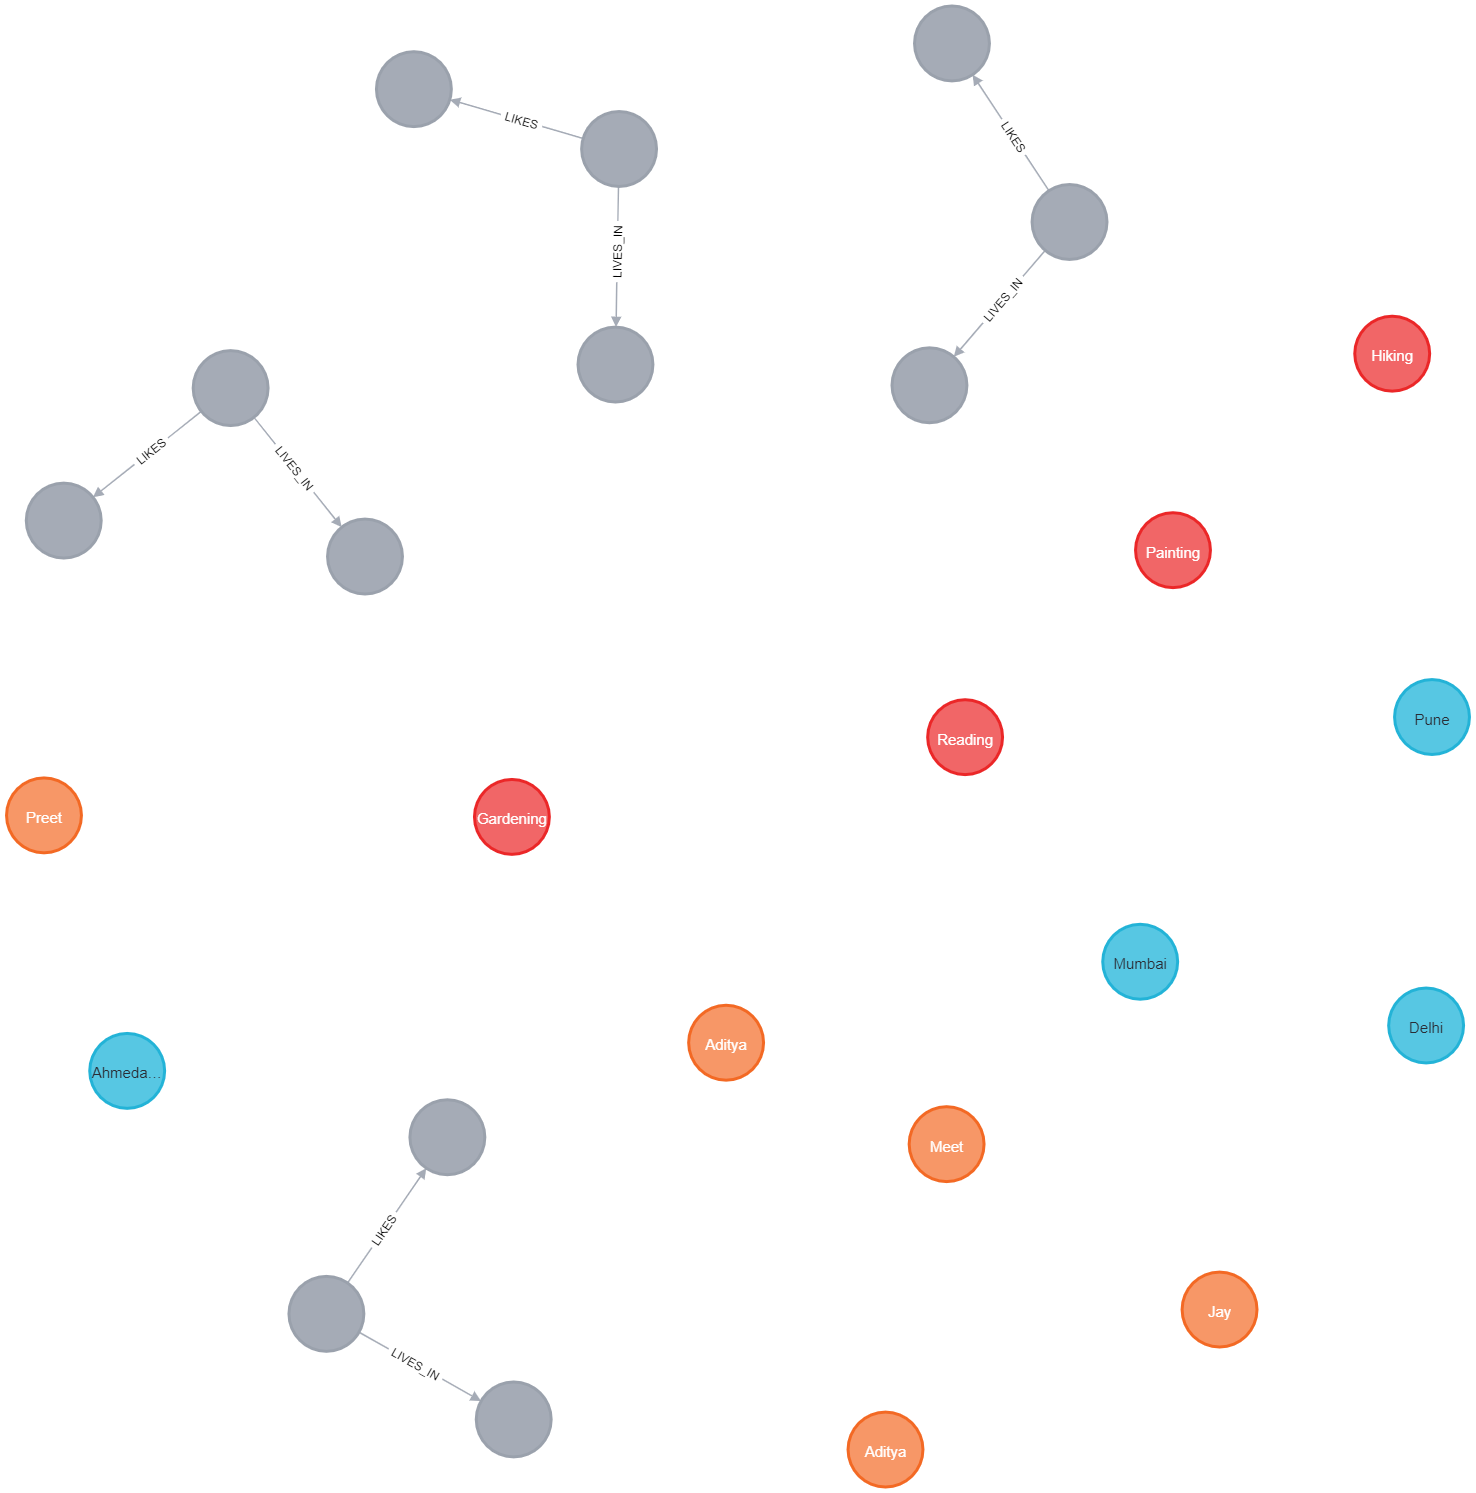 LIKES
LIKES
LIVES_IN
LIVES_IN
Hiking
LIKES
LIVES_IN
Painting
Pune
Reading
Preet
Gardening
Mumbai
Delhi
Aditya
Ahmeda...
Meet
LIKES
Jay
LIVES_IN
Aditya